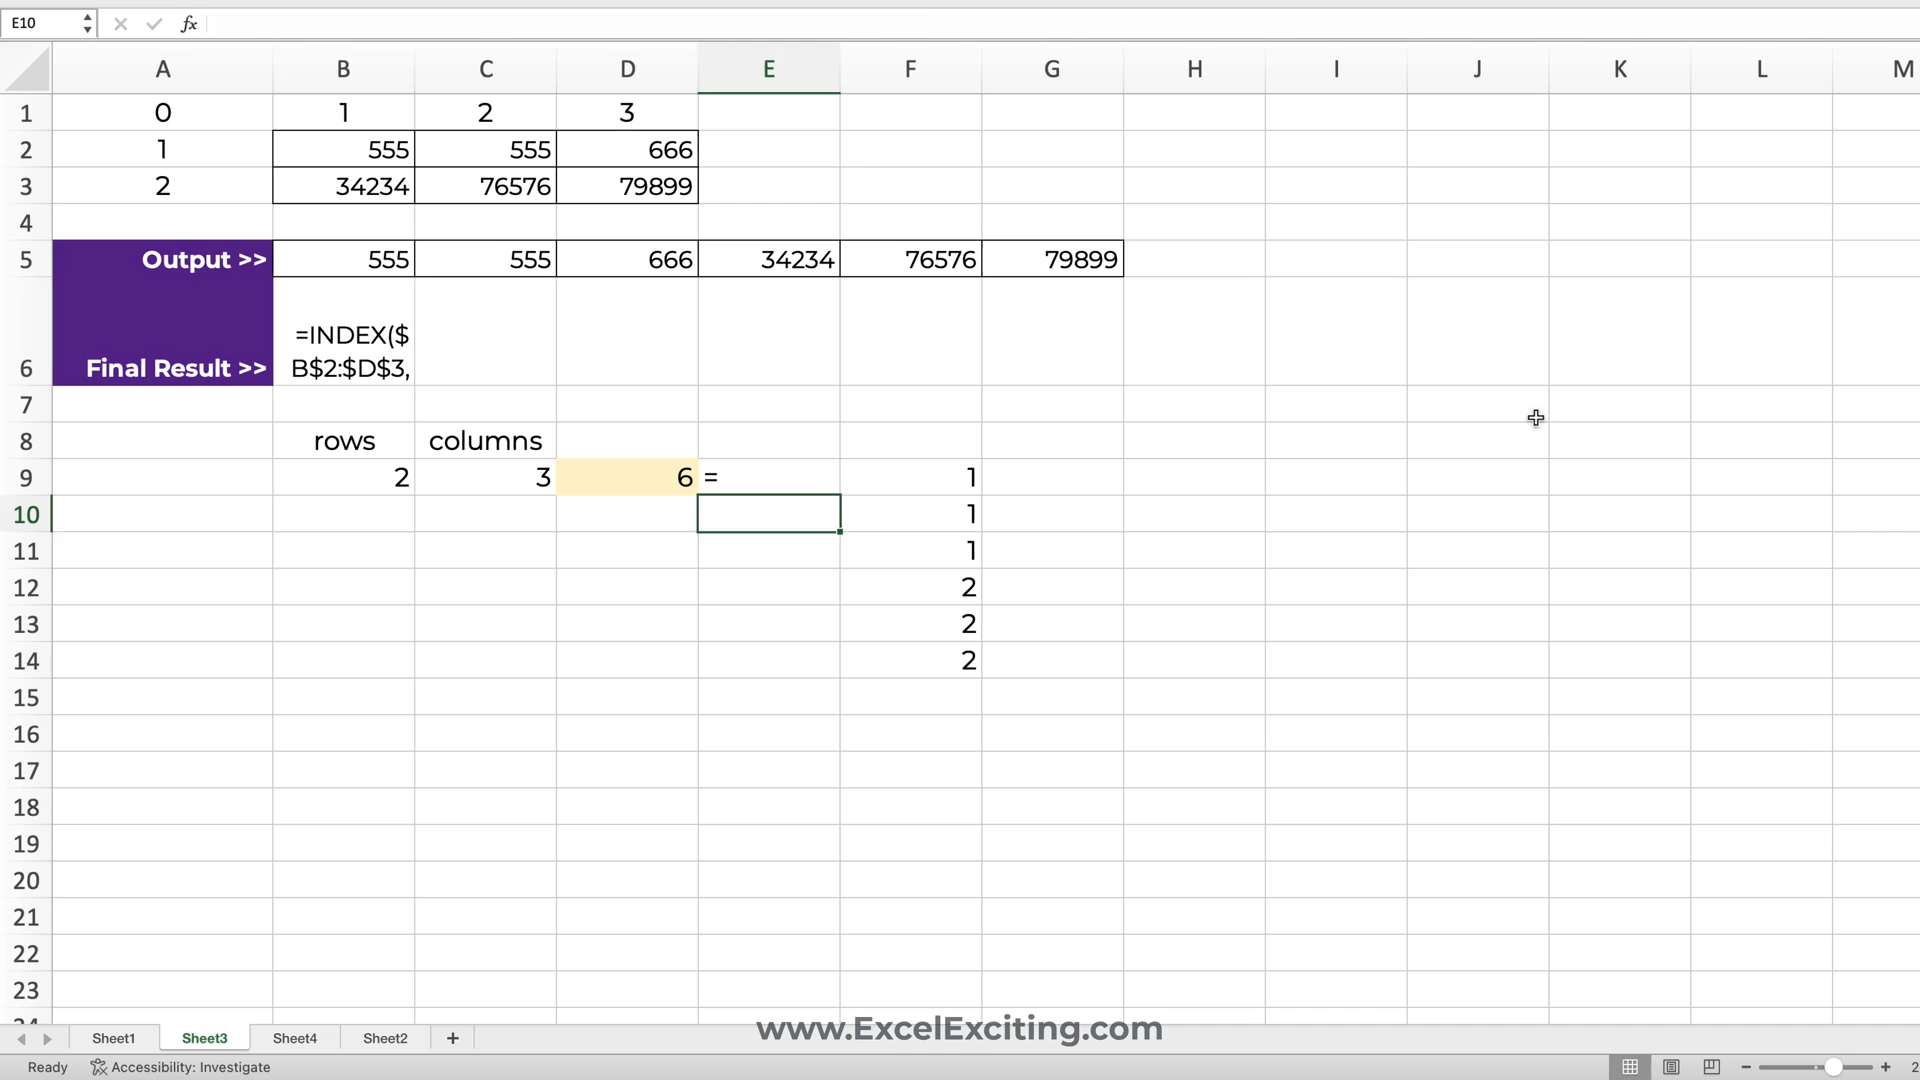 E10 fx
A B C D E F G H I J K L M
1 0 1 2 3
2 1 555 555 666
3 2 34234 76576 79899
4
5 Output >> 555 555 666 34234 76576 79899
=INDEX($
6 Final Result >> B$2:$D$3,
7
8 rows columns
9 2 3 6 = 1
10 1
11 1
12 2
13 2
14 2
15
16
17
18
19
20
21
22
23
www.ExcelExciting.com
Sheet1 Sheet3 Sheet4 Sheet2 +
Ready Accessibility: Investigate